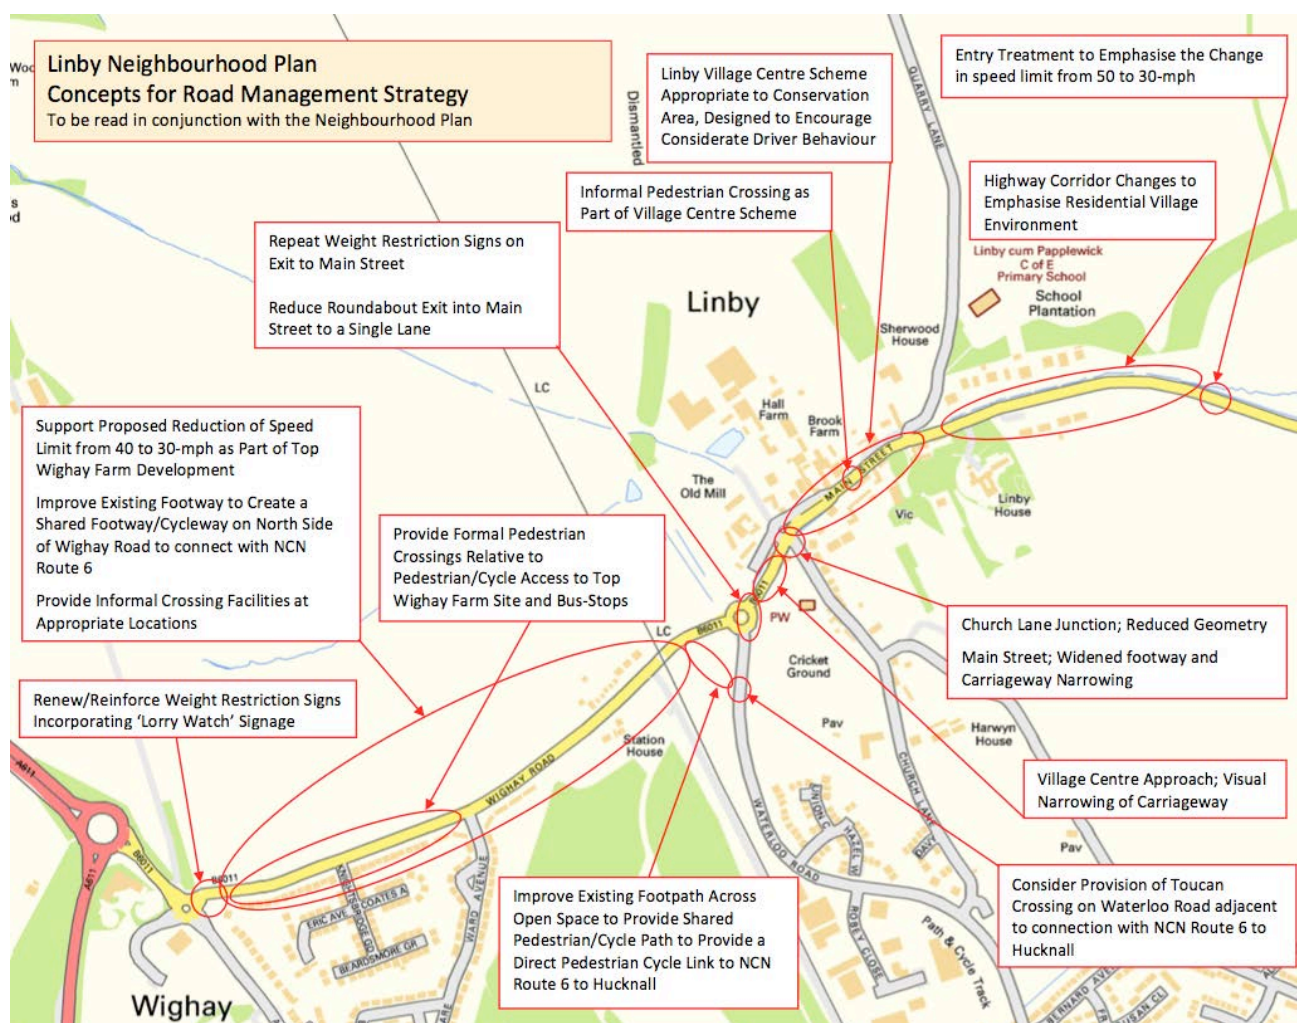 Linby Neighbourhood Plan
Concepts for Road Management Strategy
To be read in conjunction with the Neighbourhood Plan
Linby Village Centre Scheme
Appropriate to Conservation
Area, Designed to Encourage
Considerate Driver Behaviour
Entry Treatment to Emphasise the Change
in speed limit from 50 to 30-mph
Informal Pedestrian Crossing as
Part of Village Centre Scheme
Highway Corridor Changes to
Emphasise Residential Village
Environment
Repeat Weight Restriction Signs on
Exit to Main Street
Reduce Roundabout Exit into Main
Street to a Single Lane
Support Proposed Reduction of Speed
Limit from 40 to 30-mph as Part of Top
Wighay Farm Development
Improve Existing Footway to Create a
Shared Footway/Cycleway on North Side
of Wighay Road to connect with NCN
Route 6
Provide Informal Crossing Facilities at
Appropriate Locations
Provide Formal Pedestrian
Crossings Relative to
Pedestrian/Cycle Access to Top
Wighay Farm Site and Bus-Stops
Renew/Reinforce Weight Restriction Signs
Incorporating ‘Lorry Watch’ Signage
Church Lane Junction; Reduced Geometry
Main Street; Widened footway and
Carriageway Narrowing
Village Centre Approach; Visual
Narrowing of Carriageway
Consider Provision of Toucan
Crossing on Waterloo Road adjacent
to connection with NCN Route 6 to
Hucknall
Improve Existing Footpath Across
Open Space to Provide Shared
Pedestrian/Cycle Path to Provide a
Direct Pedestrian Cycle Link to NCN
Route 6 to Hucknall
Dismantled
QUARRY LANE
Linby cum Papplewick
C of E
Primary School
School
Plantation
Sherwood
House
Linby
LC
Hall
Farm
Brook
Farm
MAIN STREET
The
Old Mill
Vic
Linby
House
B6011
PW
B6011
LC
Cricket
Ground
Pav
Harwyn
House
Station
House
WIGHAY ROAD
CHURCH LANE
WATERLOO ROAD
HAZEL W
DAVY
Pav
A611
A611
B6011
B6011
KNIGHTSBRIDGE GD
COATES A
ERIC AVE
BEARDSMORE GR
WARD AVENUE
ROBEY CLOSE
Path & Cycle Track
BERNARD AVE
Wighay